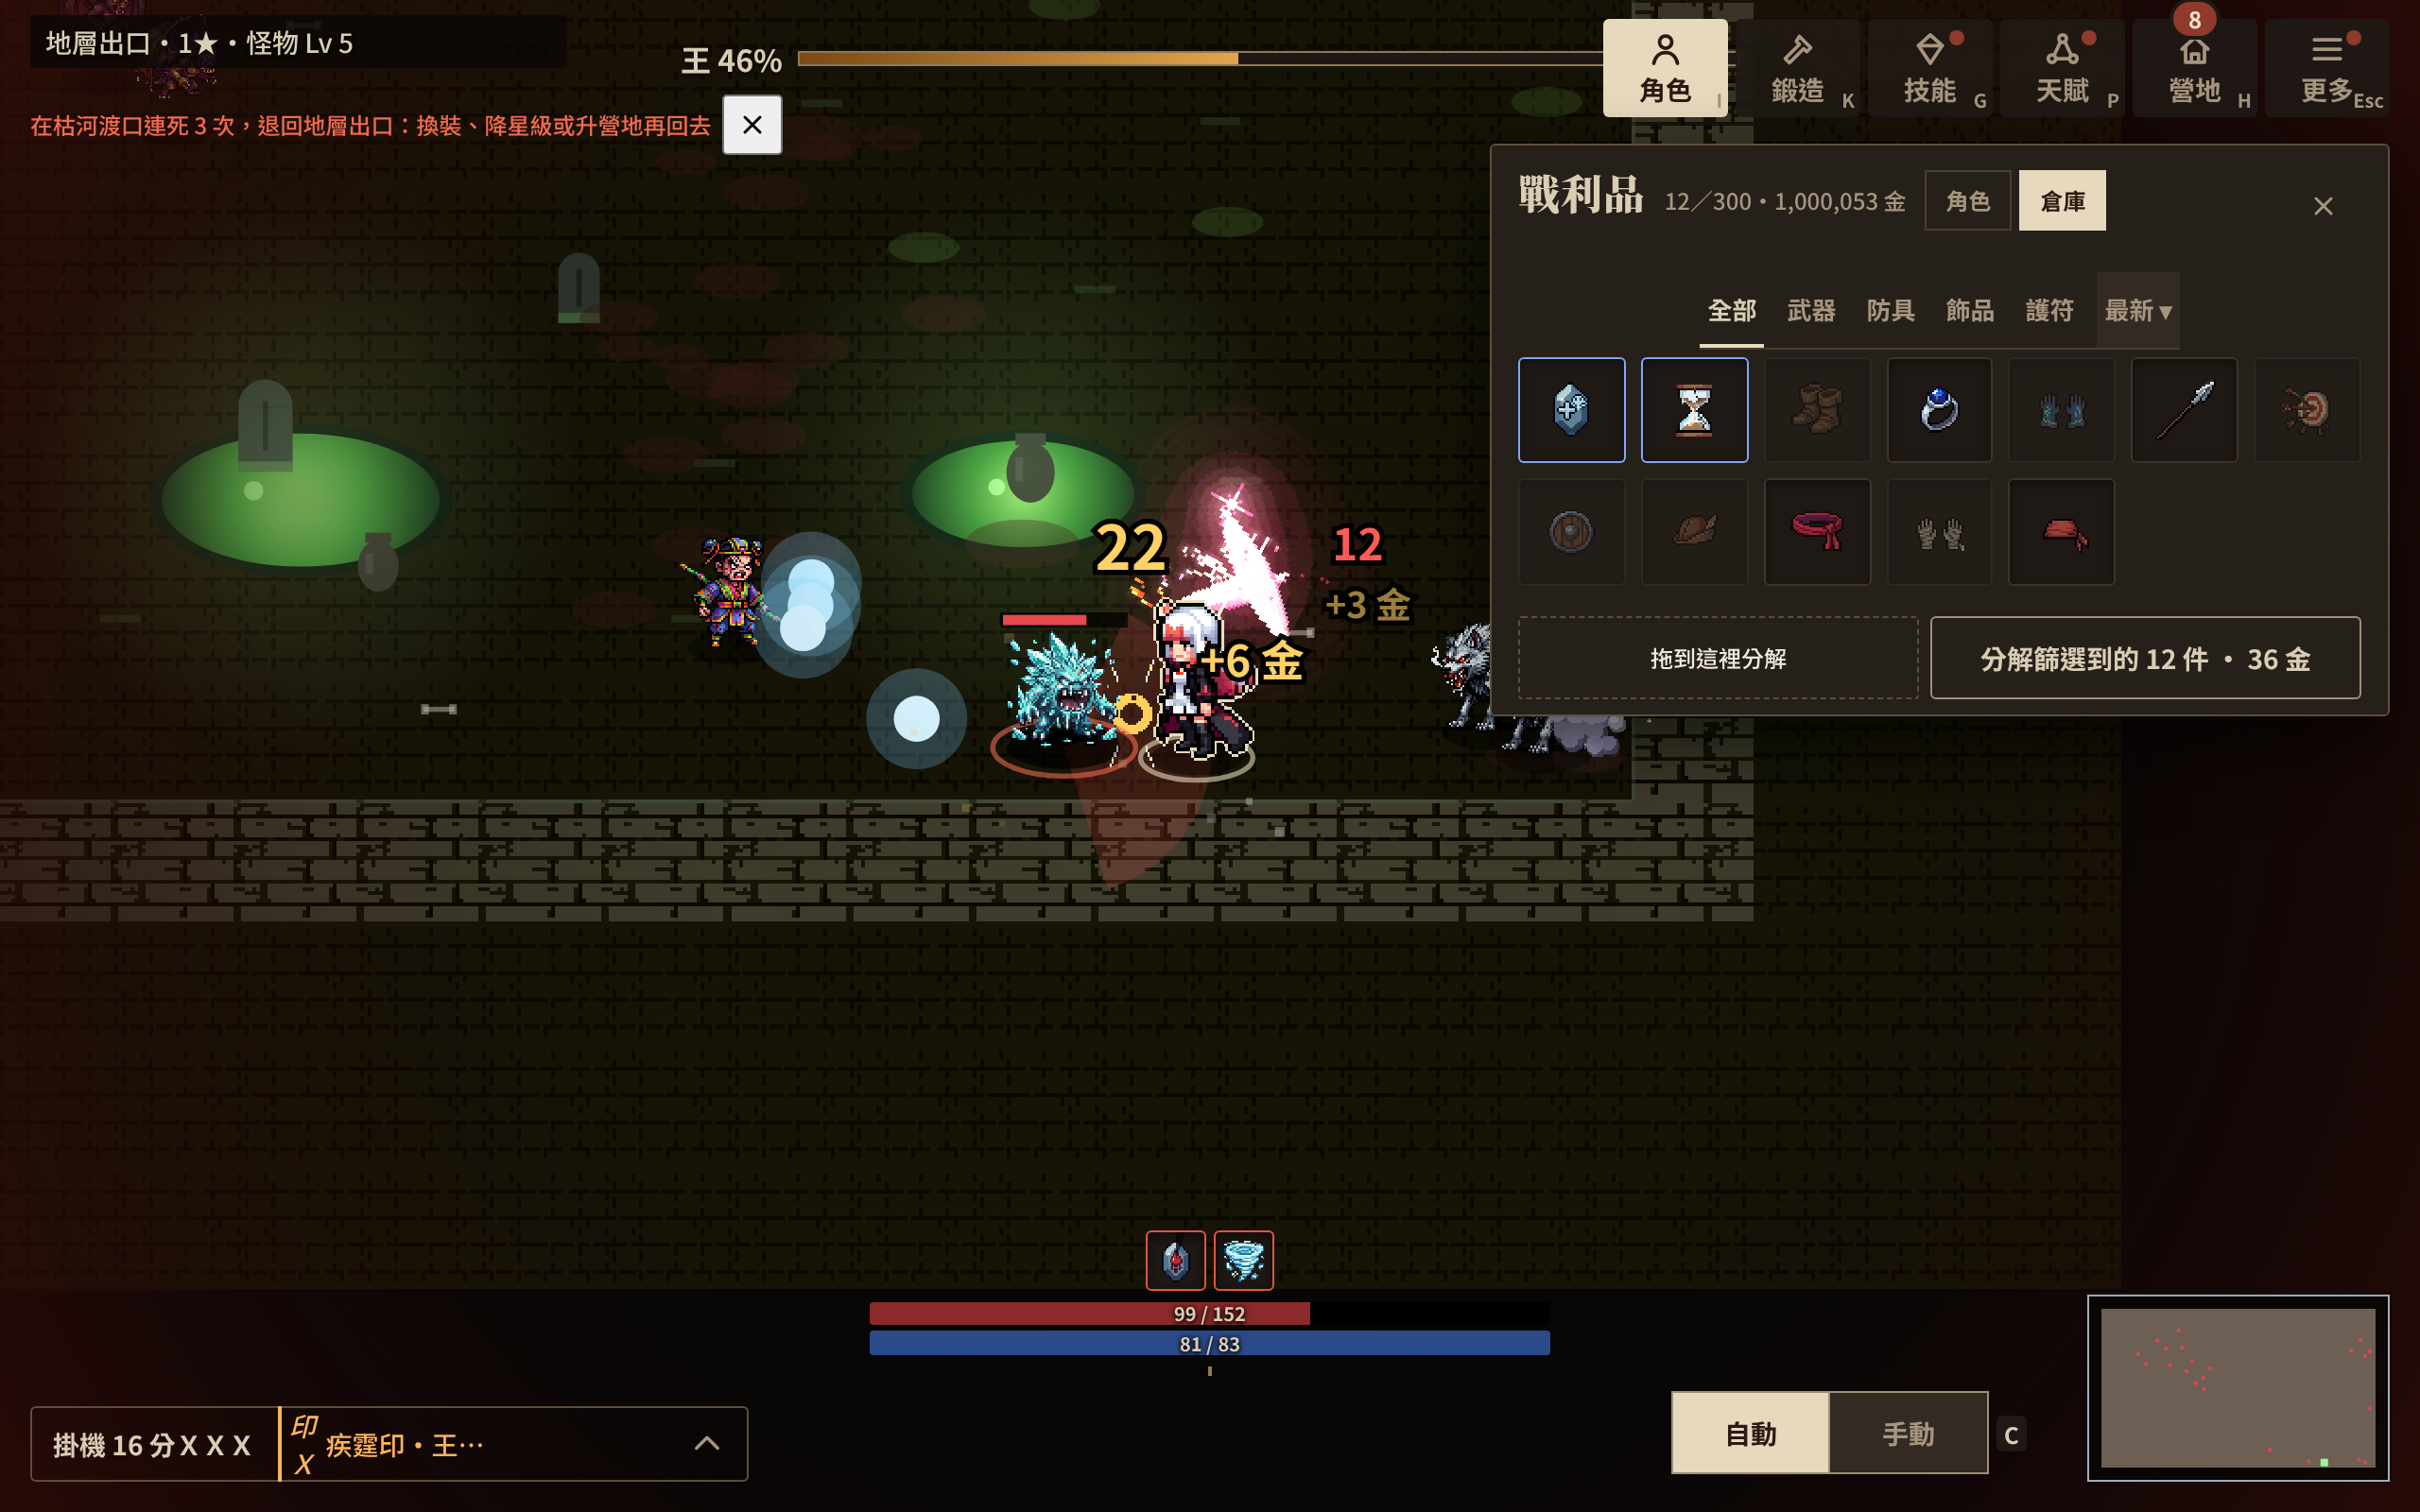 地層出口・1★・怪物 Lv 5
王 46%
在枯河渡口連死 3 次，退回地層出口：換裝、降星級或升營地再回去
角色 I
鍛造 K
技能 G
天賦 P
8
營地 H
更多 Esc
戰利品 12／300・1,000,053 金
角色
倉庫
全部 武器 防具 飾品 護符 最新▼
拖到這裡分解
分解篩選到的 12 件 ・ 36 金
22
12
+3 金
+6 金
99 / 152
81 / 83
掛機 16 分ＸＸＸ
印Ｘ
疾霆印・王…
自動 手動 C